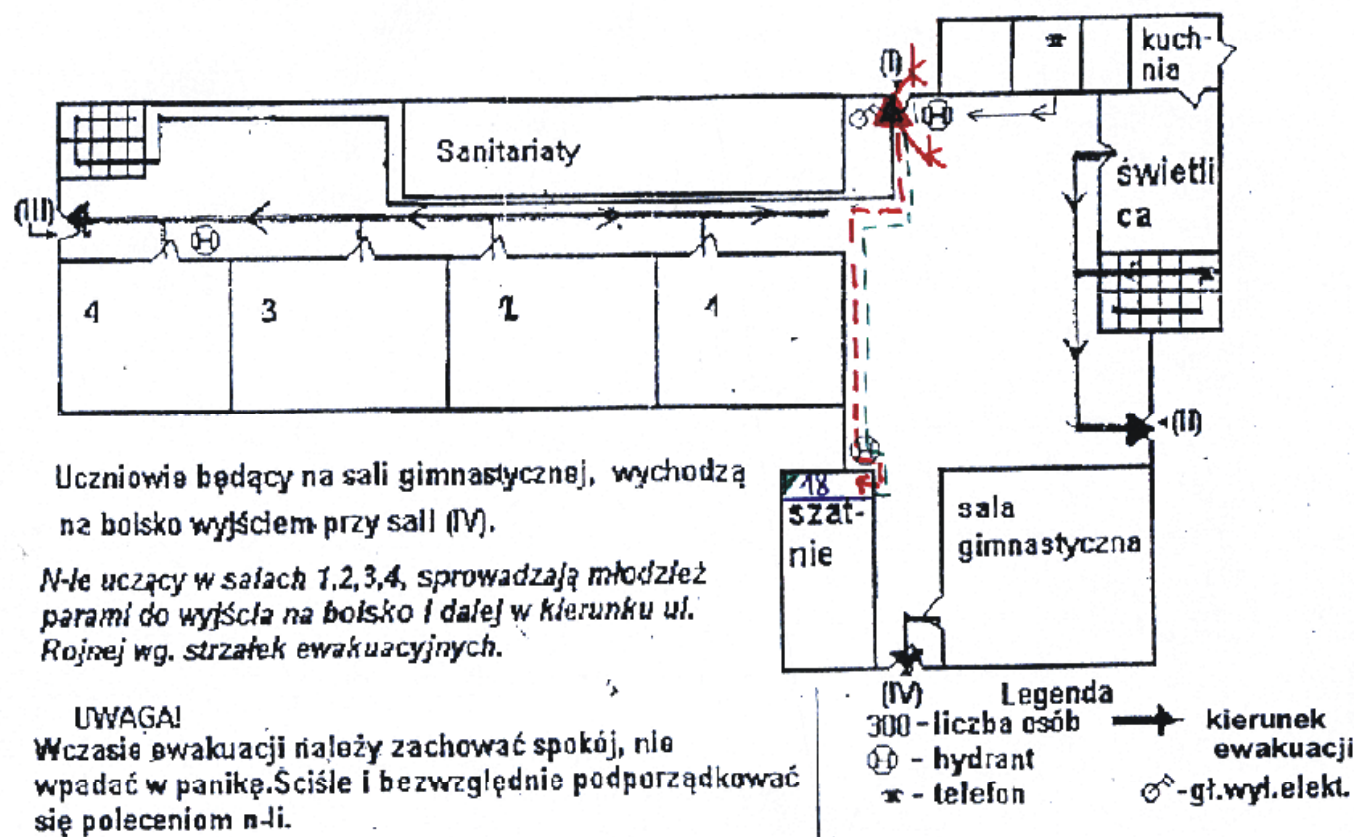 (I)
kuch-
nia
Sanitariaty
świetli
ca
(III)
4
3
2
1
(II)
18
szat-
nie
sala
gimnastyczna
(IV)
Uczniowie będący na sali gimnastycznej, wychodzą
na boisko wyjściem przy sali (IV).
N-le uczący w salach 1,2,3,4, sprowadzają młodzież
parami do wyjścia na boisko i dalej w kierunku ul.
Rojnej wg. strzałek ewakuacyjnych.
UWAGA!
Wczasie ewakuacji należy zachować spokój, nie
wpadać w panikę.Ściśle i bezwzględnie podporządkować
się poleceniom n-li.
Legenda
300 - liczba osób
- hydrant
- telefon
kierunek
ewakuacji
-gł.wył.elekt.